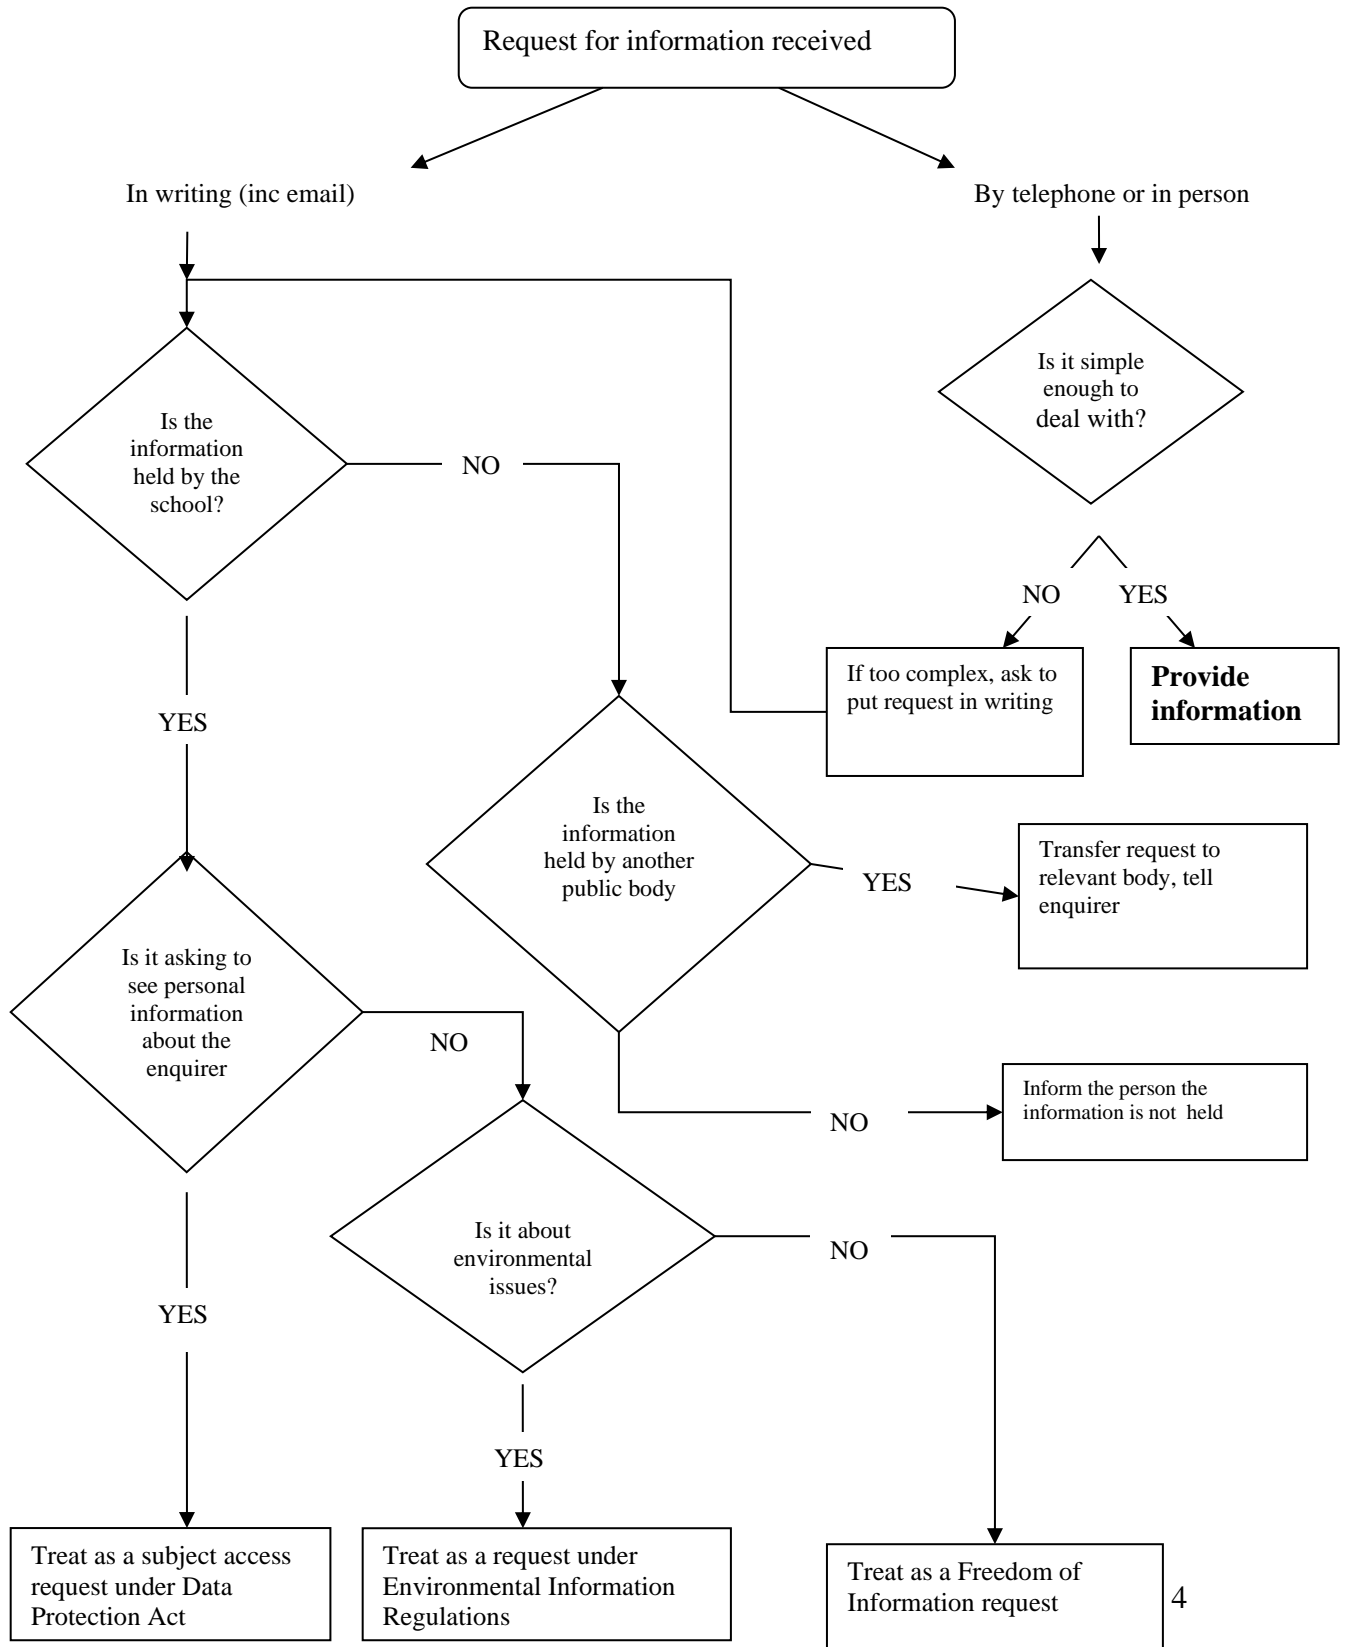 Request for information received
In writing (inc email)
By telephone or in person
Is it simple
enough to
deal with?
Is the
information
held by the
school?
NO
NO
YES
If too complex, ask to
put request in writing
Provide
information
YES
Is the
information
held by another
public body
YES
Transfer request to
relevant body, tell
enquirer
Is it asking to
see personal
information
about the
enquirer
NO
Inform the person the
information is not  held
NO
Is it about
environmental
issues?
NO
YES
YES
Treat as a subject access
request under Data
Protection Act
Treat as a request under
Environmental Information
Regulations
Treat as a Freedom of
Information request
4